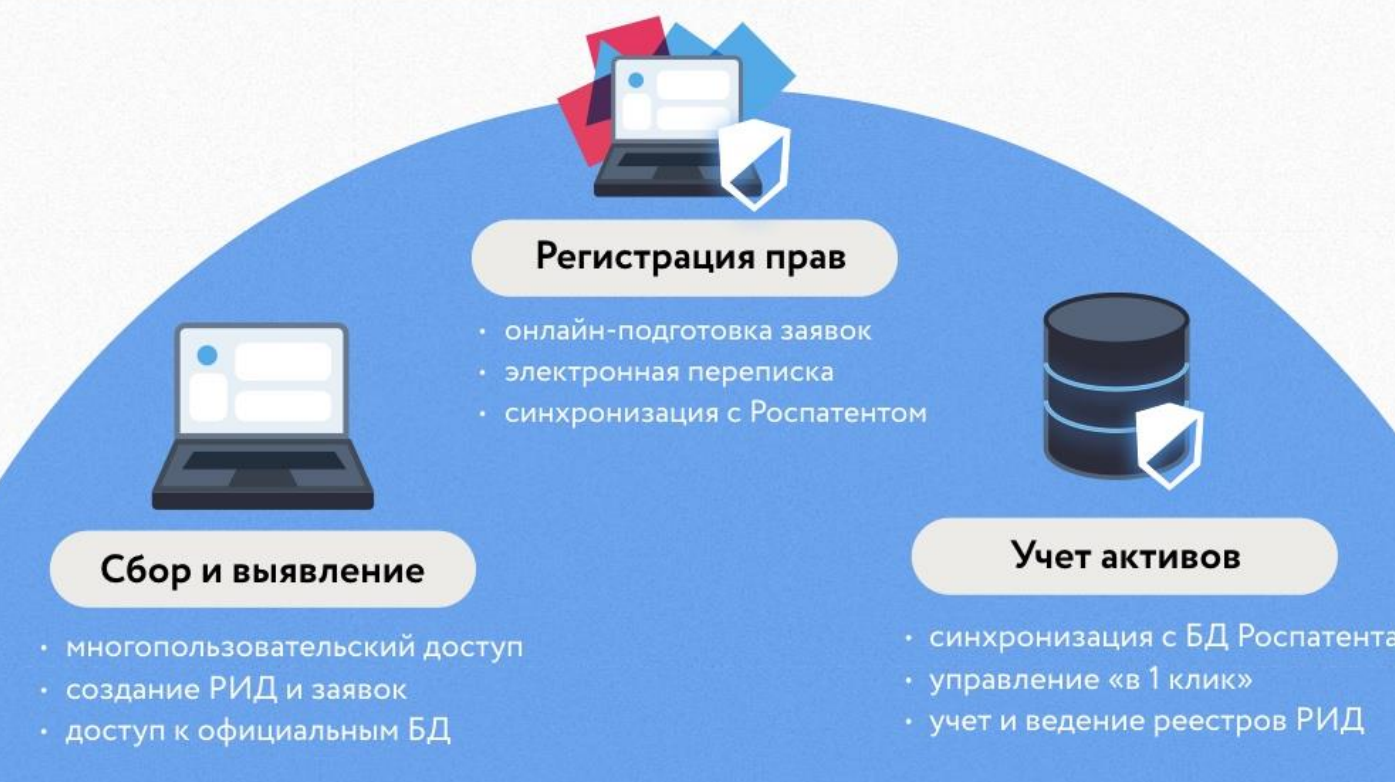 Регистрация прав
• онлайн-подготовка заявок
• электронная переписка
• синхронизация с Роспатентом
Сбор и выявление
• многопользовательский доступ
• создание РИД и заявок
• доступ к официальным БД
Учет активов
• синхронизация с БД Роспатента
• управление «в 1 клик»
• учет и ведение реестров РИД